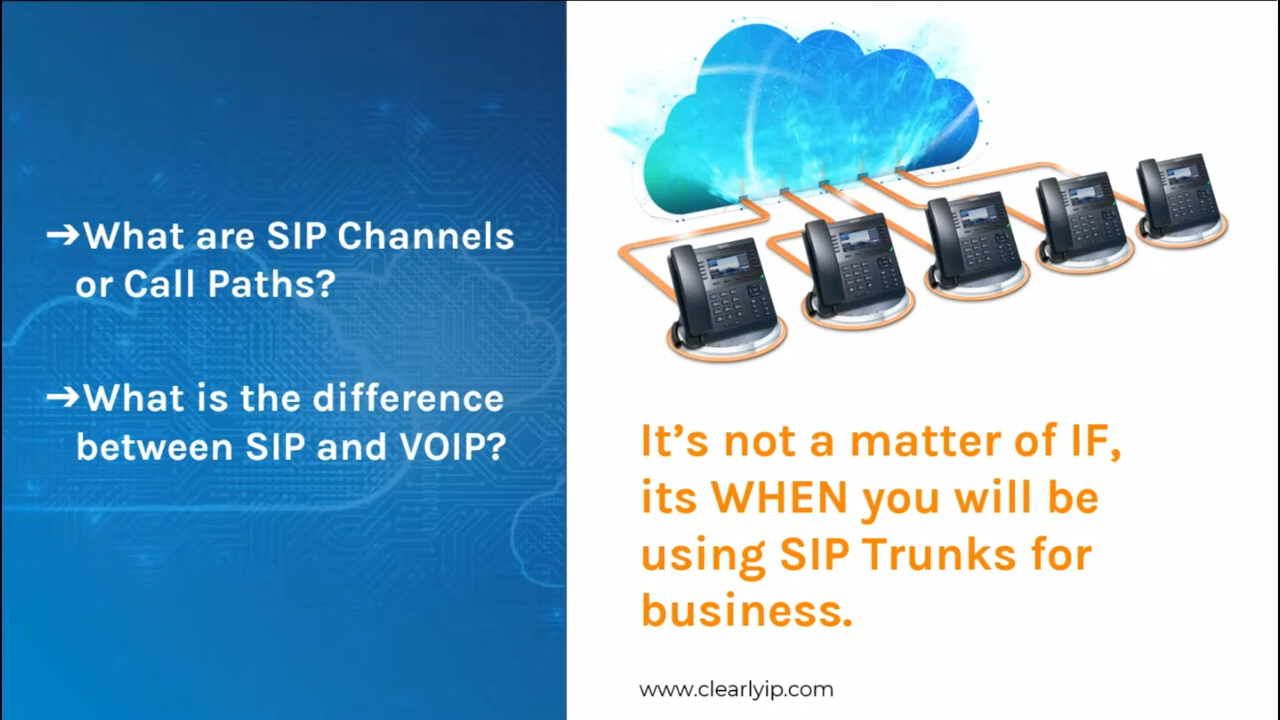 ➔What are SIP Channels
or Call Paths?
➔What is the difference
between SIP and VOIP?
It’s not a matter of IF,
its WHEN you will be
using SIP Trunks for
business.
www.clearlyip.com